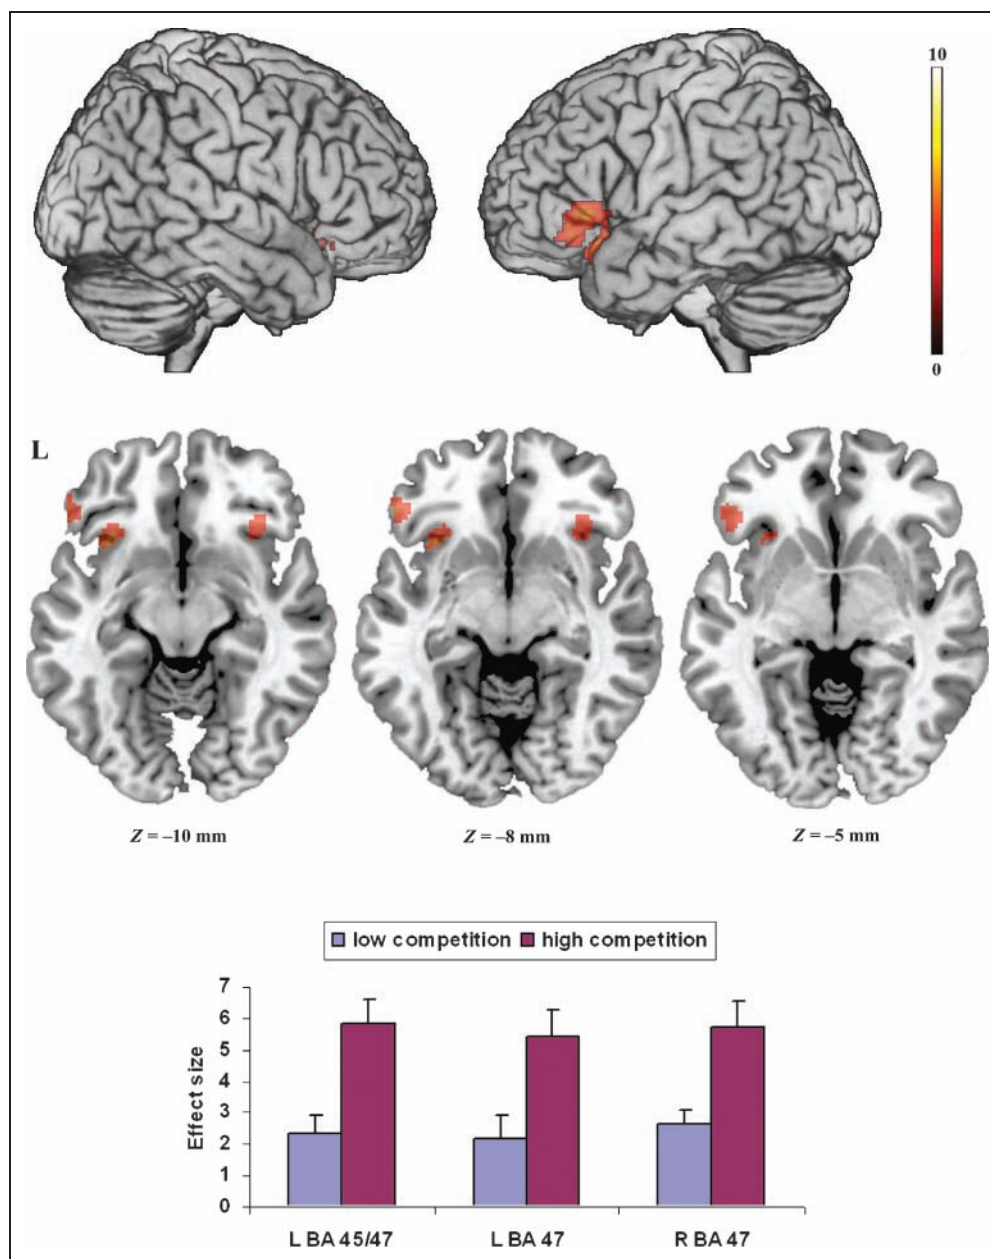 10
0
L
Z = –10 mm
Z = –8 mm
Z = –5 mm
low competition high competition
7
6
5
4
3
2
1
0
Effect size
L BA 45/47
L BA 47
R BA 47